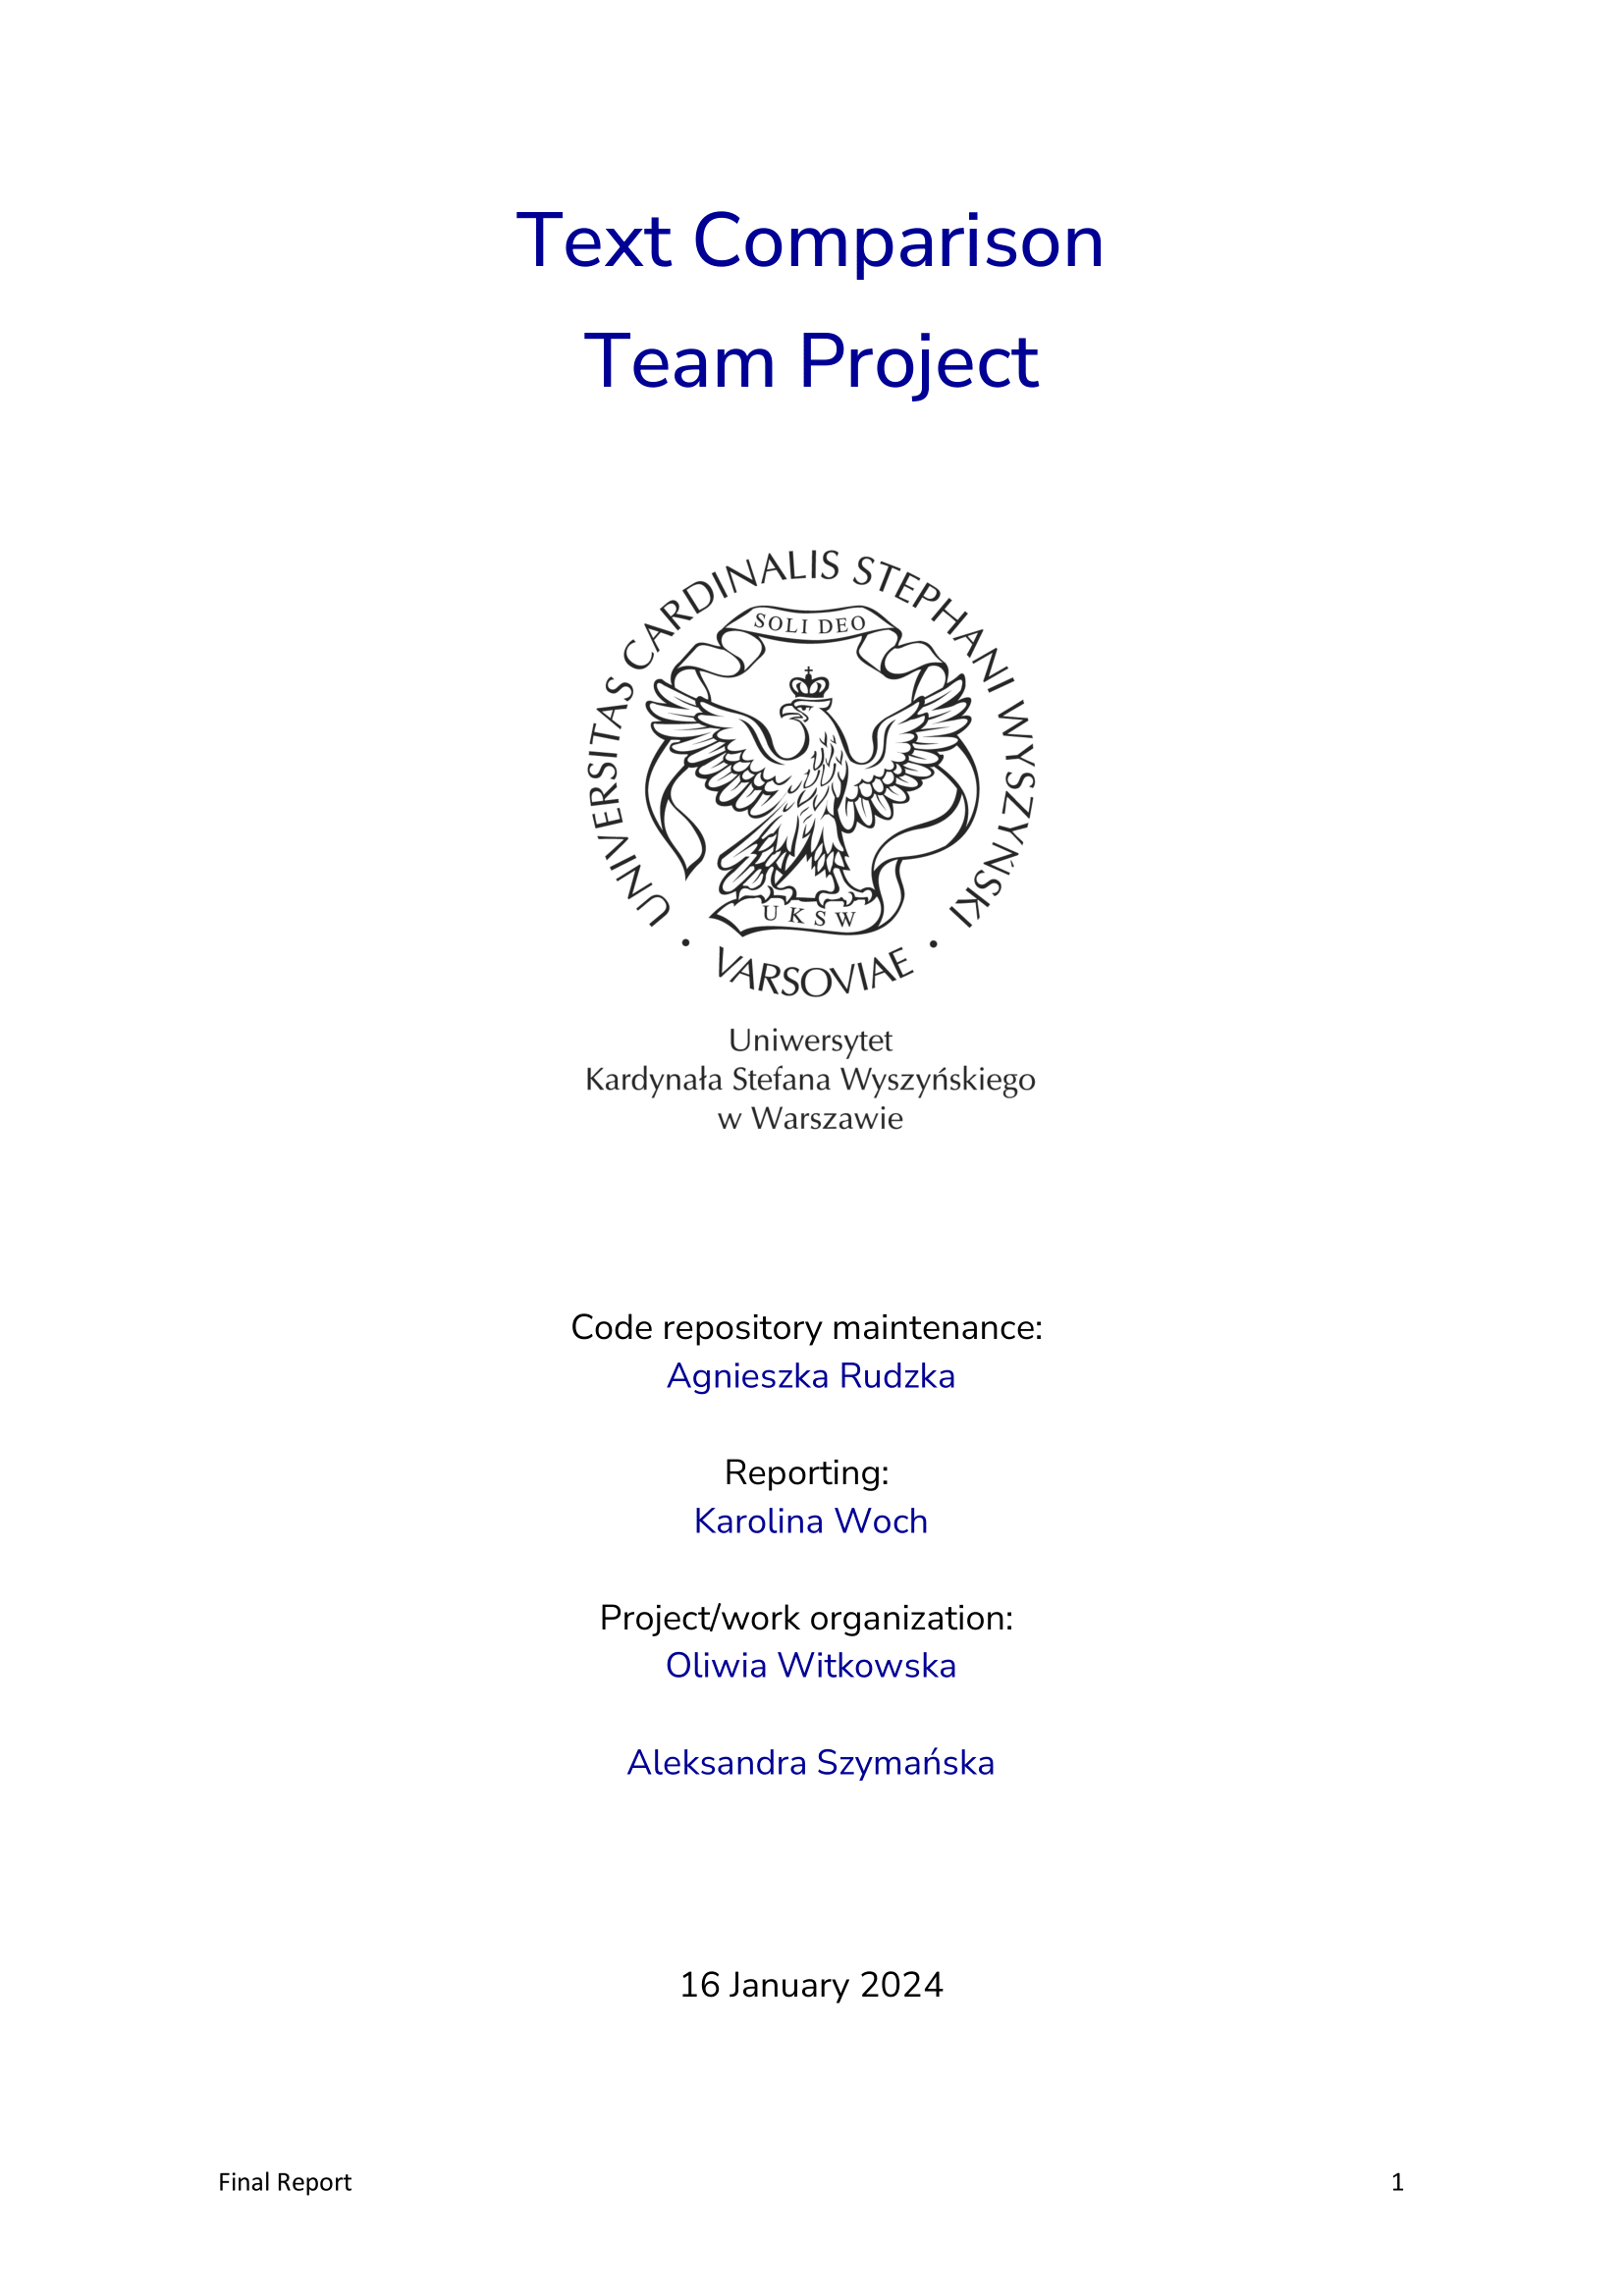 Text Comparison
Team Project
UNIVERSITAS CARDINALIS STEPHANI WYSZYŃSKI
SOLI DEO
U K S W
• VARSOVIAE •
Uniwersytet
Kardynała Stefana Wyszyńskiego
w Warszawie
Code repository maintenance:
Agnieszka Rudzka
Reporting:
Karolina Woch
Project/work organization:
Oliwia Witkowska
Aleksandra Szymańska
16 January 2024
Final Report 1